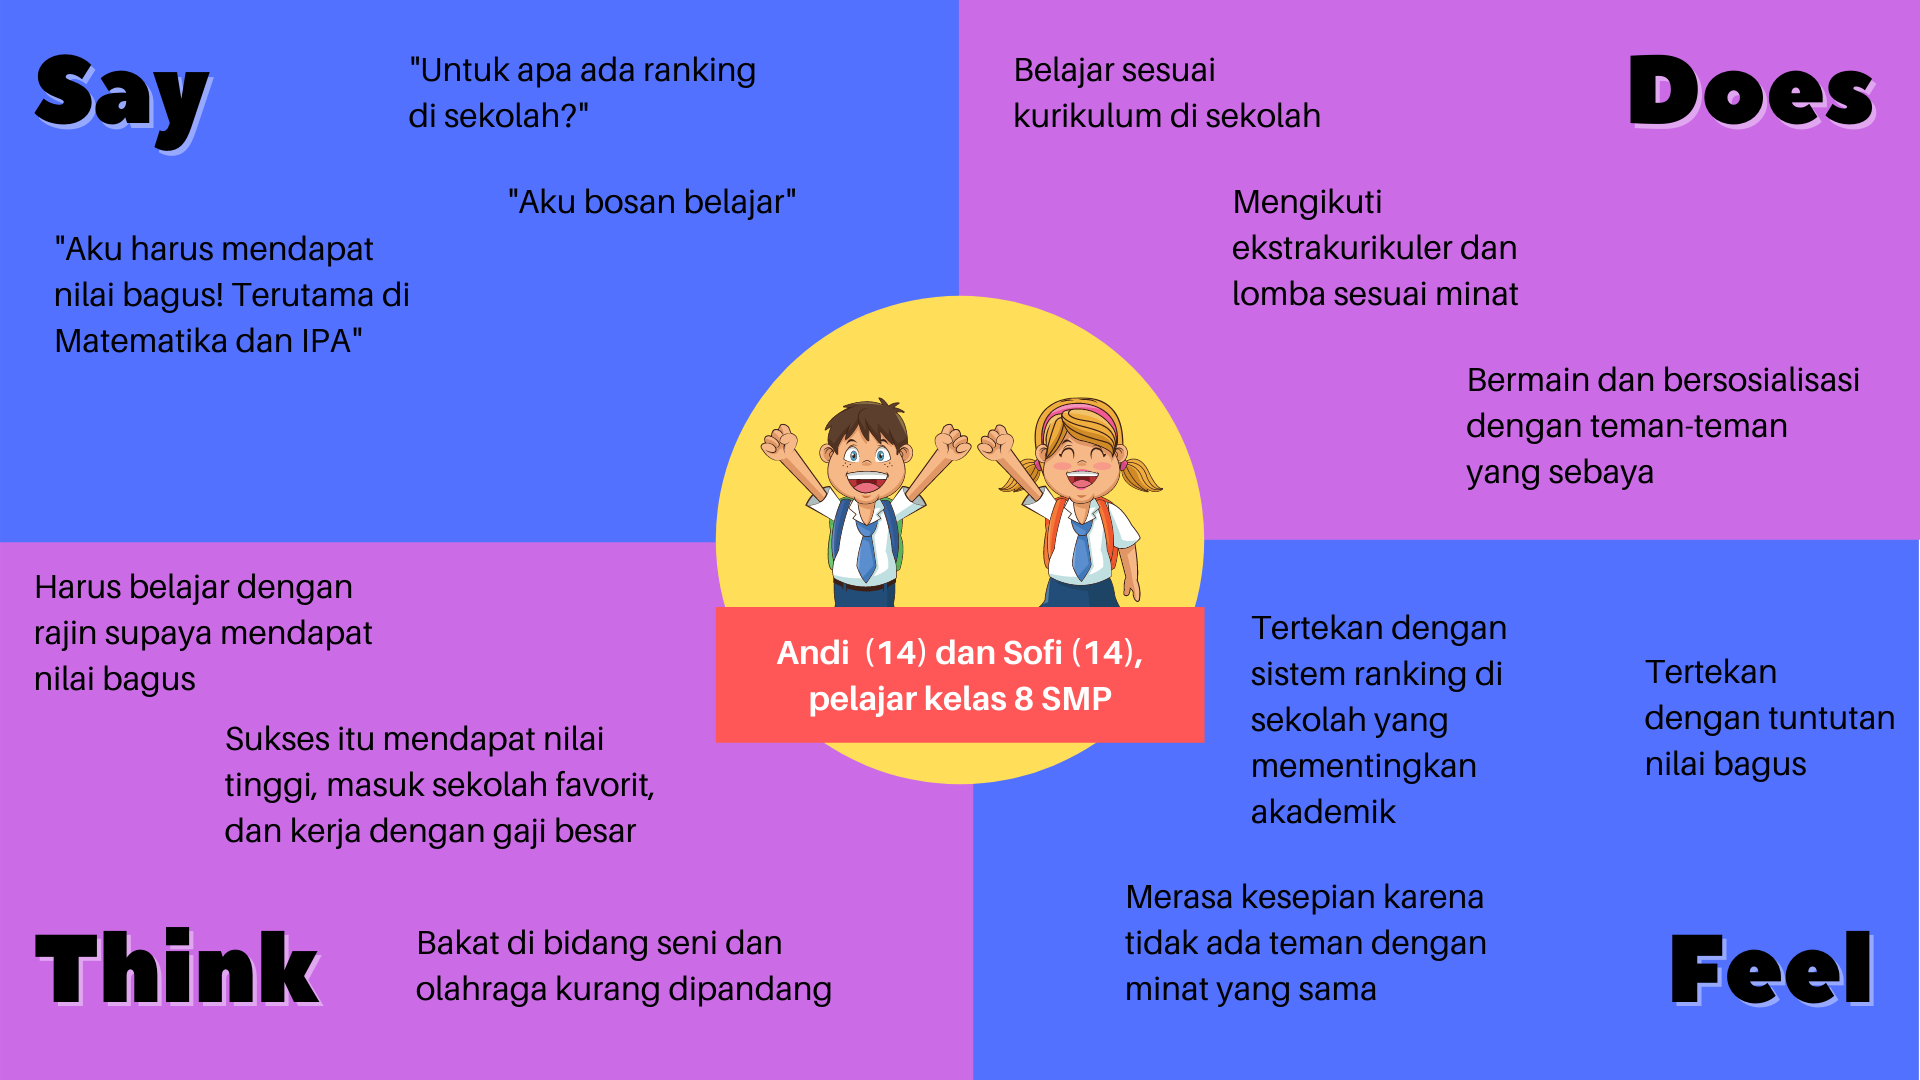 Say
"Untuk apa ada ranking
di sekolah?"
"Aku bosan belajar"
"Aku harus mendapat
nilai bagus! Terutama di
Matematika dan IPA"
Does
Belajar sesuai
kurikulum di sekolah
Mengikuti
ekstrakurikuler dan
lomba sesuai minat
Bermain dan bersosialisasi
dengan teman-teman
yang sebaya
Andi  (14) dan Sofi (14),
pelajar kelas 8 SMP
Harus belajar dengan
rajin supaya mendapat
nilai bagus
Sukses itu mendapat nilai
tinggi, masuk sekolah favorit,
dan kerja dengan gaji besar
Think
Bakat di bidang seni dan
olahraga kurang dipandang
Tertekan dengan
sistem ranking di
sekolah yang
mementingkan
akademik
Tertekan
dengan tuntutan
nilai bagus
Merasa kesepian karena
tidak ada teman dengan
minat yang sama
Feel